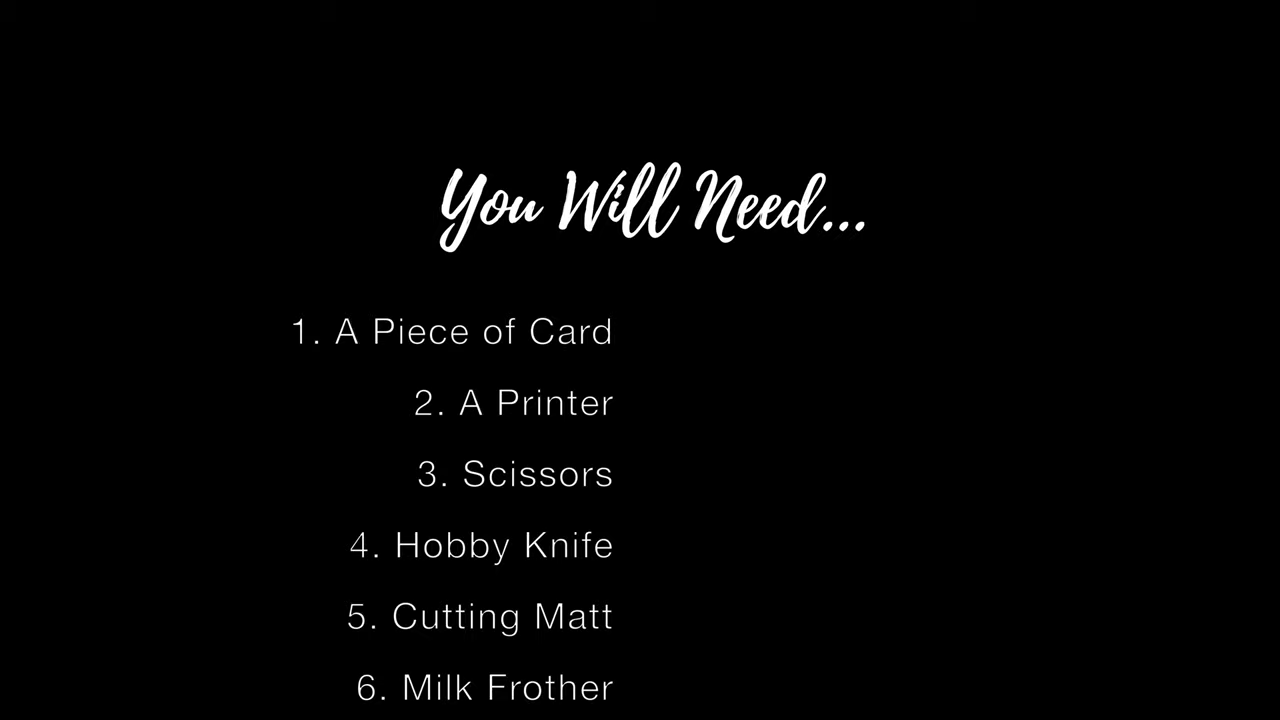 You Will Need...
1. A Piece of Card
2. A Printer
3. Scissors
4. Hobby Knife
5. Cutting Matt
6. Milk Frother